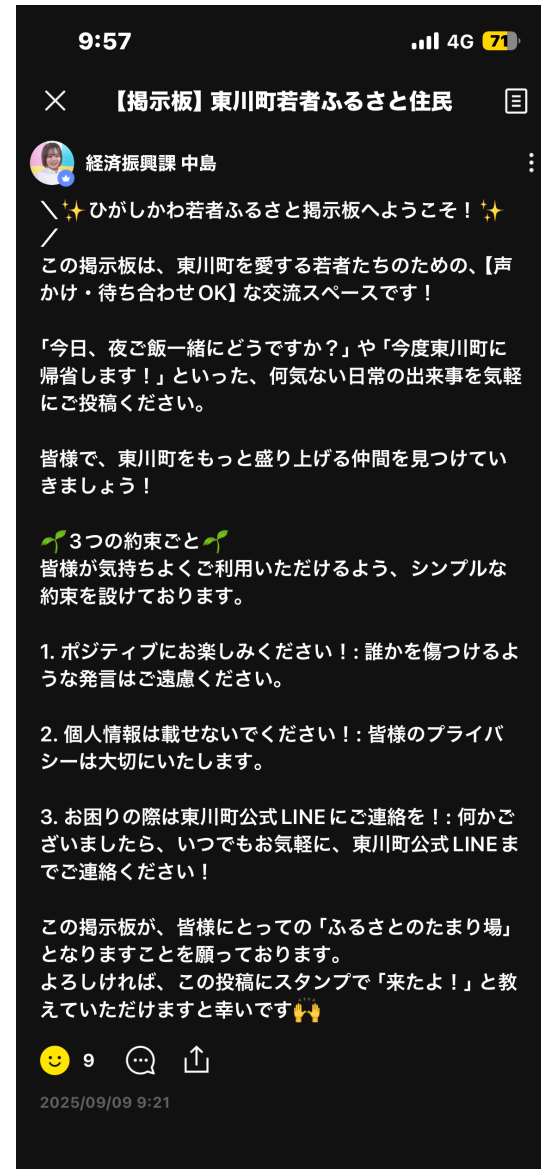 9:57
4G 71
【掲示板】東川町若者ふるさと住民
経済振興課 中島
＼✨ひがしかわ若者ふるさと掲示板へようこそ！✨
／
この掲示板は、東川町を愛する若者たちのための、【声
かけ・待ち合わせOK】な交流スペースです！
「今日、夜ご飯一緒にどうですか？」や「今度東川町に
帰省します！」といった、何気ない日常の出来事を気軽
にご投稿ください。
皆様で、東川町をもっと盛り上げる仲間を見つけてい
きましょう！
🌱3つの約束ごと🌱
皆様が気持ちよくご利用いただけるよう、シンプルな
約束を設けております。
1. ポジティブにお楽しみください！: 誰かを傷つけるよ
うな発言はご遠慮ください。
2. 個人情報は載せないでください！: 皆様のプライバ
シーは大切にいたします。
3. お困りの際は東川町公式LINEにご連絡を！: 何かご
ざいましたら、いつでもお気軽に、東川町公式LINEま
でご連絡ください！
この掲示板が、皆様にとっての「ふるさとのたまり場」
となりますことを願っております。
よろしければ、この投稿にスタンプで「来たよ！」と教
えていただけますと幸いです🙌
9
2025/09/09 9:21